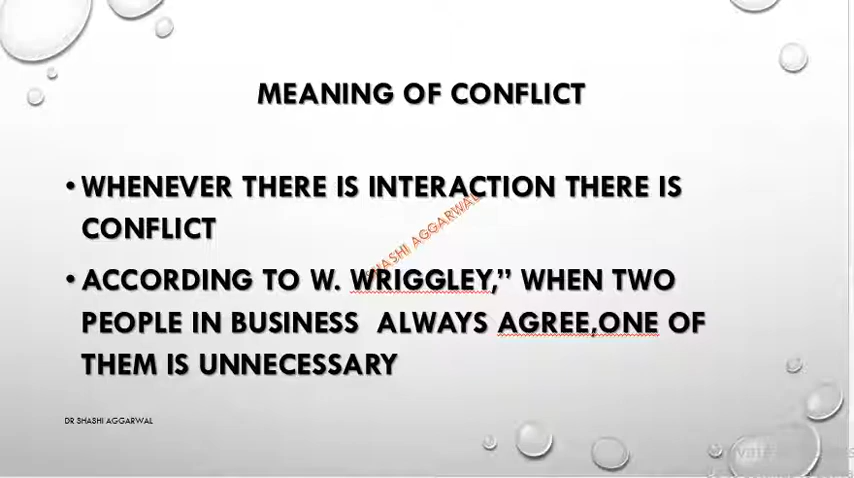 MEANING OF CONFLICT
• WHENEVER THERE IS INTERACTION THERE IS
CONFLICT
SHASHI AGGARWAL
• ACCORDING TO W. WRIGGLEY,” WHEN TWO
PEOPLE IN BUSINESS ALWAYS AGREE,ONE OF
THEM IS UNNECESSARY
DR SHASHI AGGARWAL